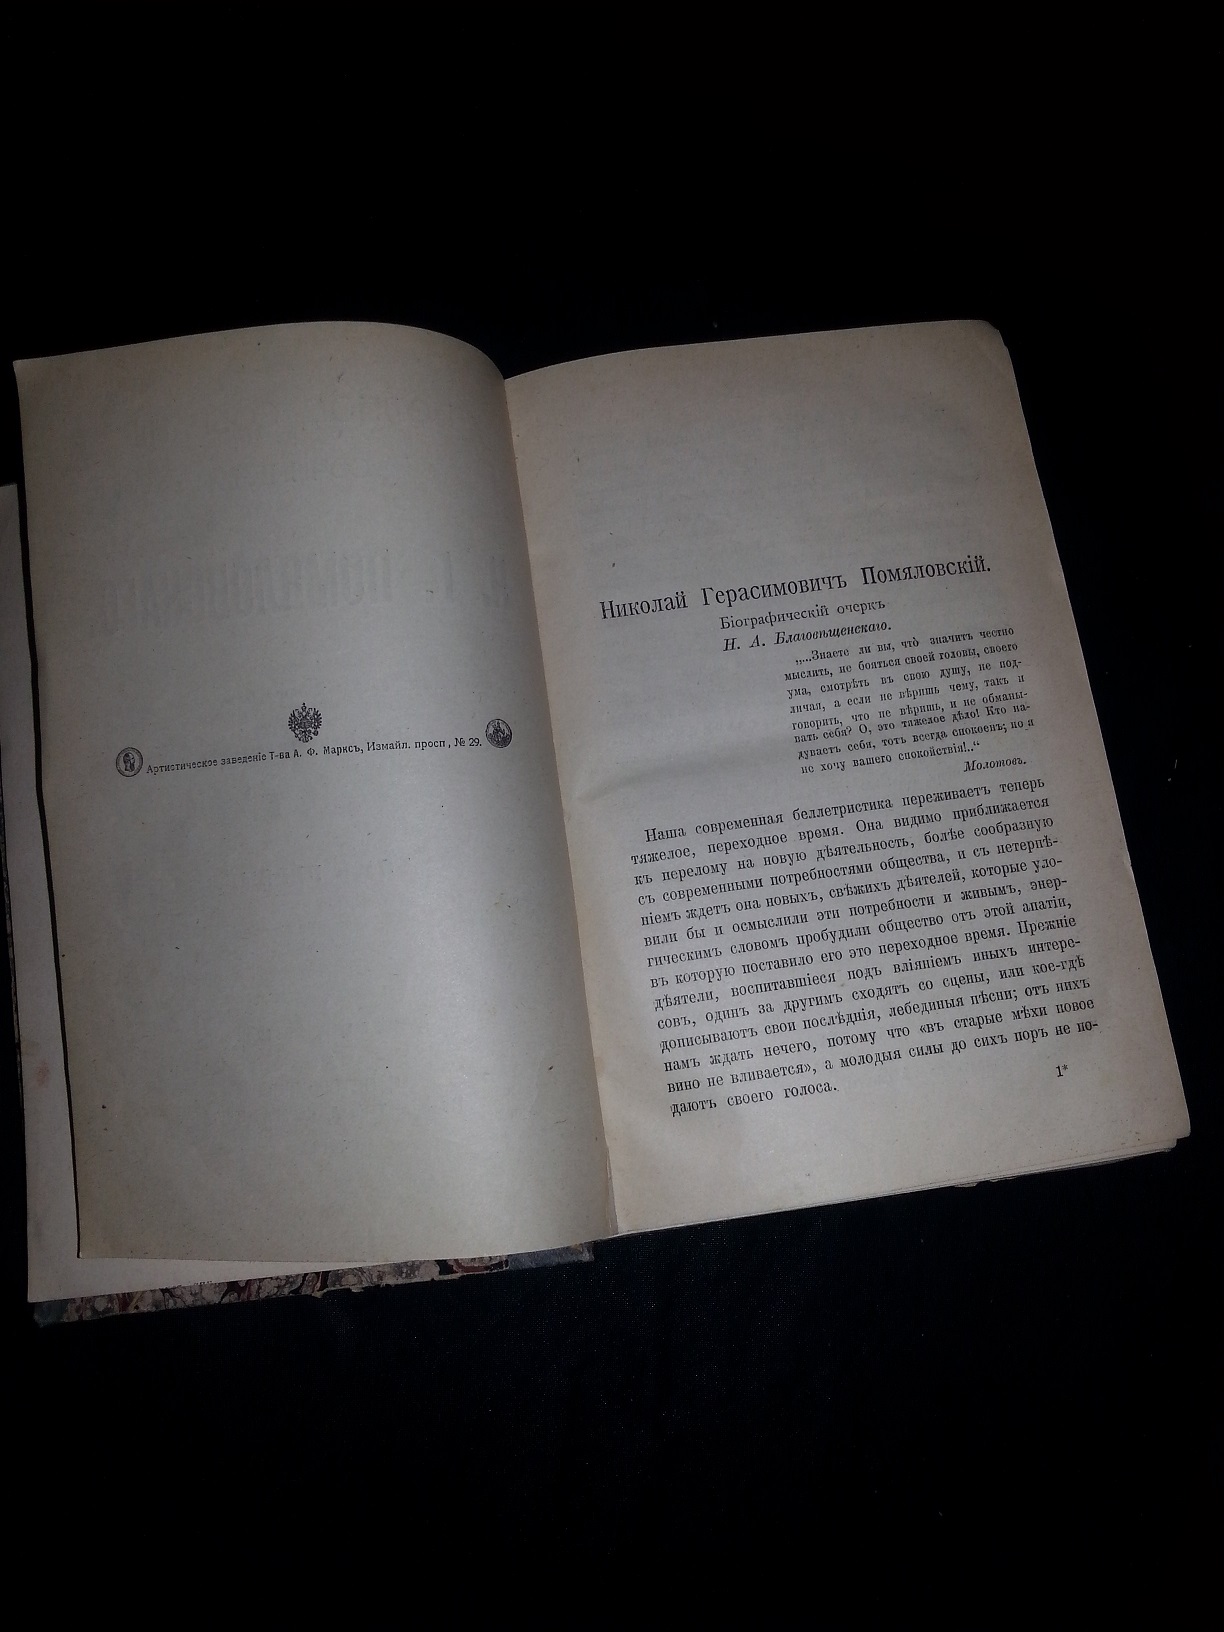 Артистическое заведеніе Т-ва А. Ф. Марксъ, Измайл. просп., № 29.
Николай Герасимовичъ Помяловскій.
Біографическій очеркъ
Н. А. Благовѣщенскаго.
„...Знаете ли вы, что̀ значитъ честно
мыслить, не бояться своей головы, своего
ума, смотрѣть въ свою душу, не под-
личая, а если не вѣришь чему, такъ и
говорить, что не вѣришь, и не обманы-
вать себя? О, это тяжелое дѣло! Кто на-
дуваетъ себя, тотъ всегда спокоенъ; но я
не хочу вашего спокойствія!..“
Молотовъ.
Наша современная беллетристика переживаетъ теперь
тяжелое, переходное время. Она видимо приближается
къ перелому на новую дѣятельность, болѣе сообразную
съ современными потребностями общества, и съ нетерпѣ-
ніемъ ждетъ она новыхъ, свѣжихъ дѣятелей, которые уло-
вили бы и осмыслили эти потребности и живымъ, энер-
гическимъ словомъ пробудили общество отъ этой апатіи,
въ которую поставило его это переходное время. Прежніе
дѣятели, воспитавшіеся подъ вліяніемъ иныхъ интере-
совъ, одинъ за другимъ сходятъ со сцены, или кое-гдѣ
дописываютъ свои послѣднія, лебединыя пѣсни; отъ нихъ
намъ ждать нечего, потому что «въ старые мѣхи новое
вино не вливается», а молодыя силы до сихъ поръ не по-
даютъ своего голоса.
1*